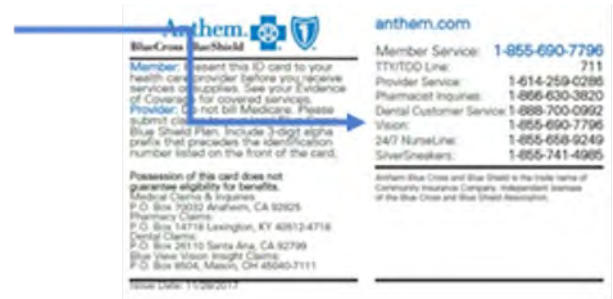 Anthem.
BlueCross BlueShield
Member: Present this ID card to your
health care provider before you receive
services or supplies. See your Evidence
of Coverage for covered services.
Provider: Do not bill Medicare. Please
submit
Blue Shield Plan. Include 3-digit alpha
prefix that precedes the identification
number listed on the front of the card.
Possession of this card does not
guarantee eligibility for benefits.
Medical Claims & Inquiries:
P.O. Box 70032 Anaheim, CA 92825
Pharmacy Claims:
P.O. Box 14718 Lexington, KY 40512-4718
Dental Claims:
P.O. Box 26110 Santa Ana, CA 92799
Blue View Vision Insight Claims:
P.O. Box 8504, Mason, OH 45040-7111
Issue Date: 11/28/2017
anthem.com
Member Service: 1-855-690-7796
TTY/TDD Line: 711
Provider Service: 1-614-259-0286
Pharmacist Inquiries: 1-866-630-3820
Dental Customer Service: 1-888-700-0992
Vision: 1-855-690-7796
24/7 NurseLine: 1-855-658-9249
SilverSneakers: 1-855-741-4985
Anthem Blue Cross and Blue Shield is the trade name of
Community Insurance Company. Independent licensee
of the Blue Cross and Blue Shield Association.